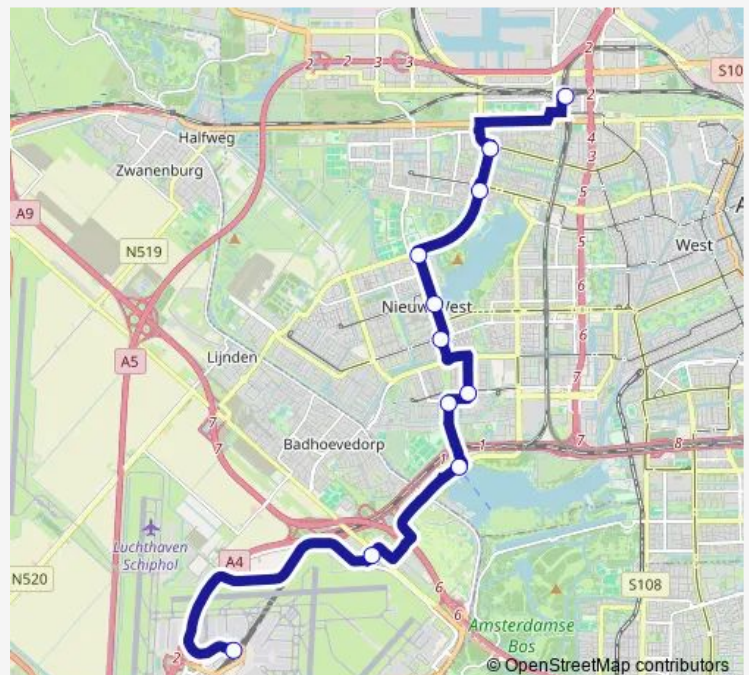 2
2
3
3
2
S10
2
Halfweg
4
3
Zwanenburg
5
A9
A
West
N519
5
Nieuw West
6
6
A5
Lijnden
7
7
7
7
Badhoevedorp
1
1
7
8
Luchthaven
Schiphol
A4
N520
6
S108
6
Amsterdamse
Bos
2
© OpenStreetMap contributors